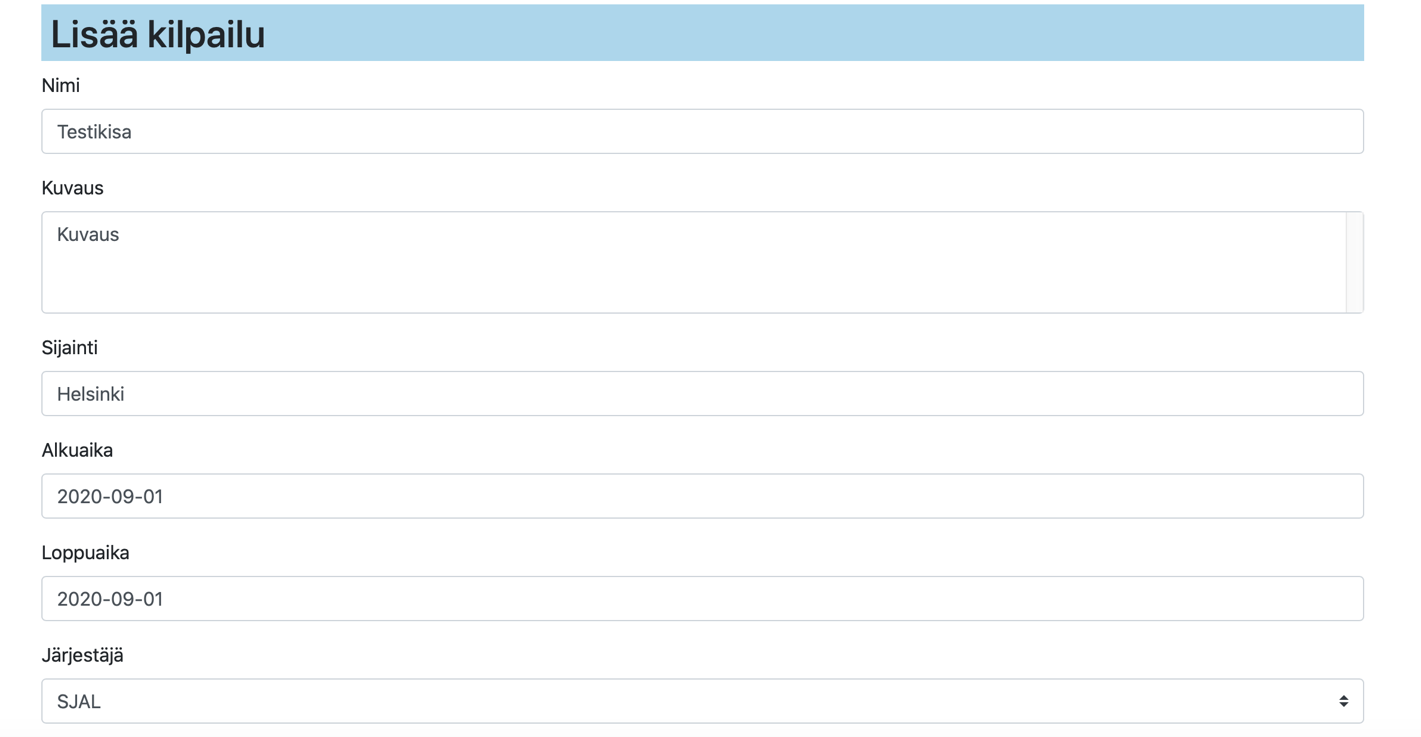 Lisää kilpailu
Nimi
Testikisa
Kuvaus
Kuvaus
Sijainti
Helsinki
Alkuaika
2020-09-01
Loppuaika
2020-09-01
Järjestäjä
SJAL